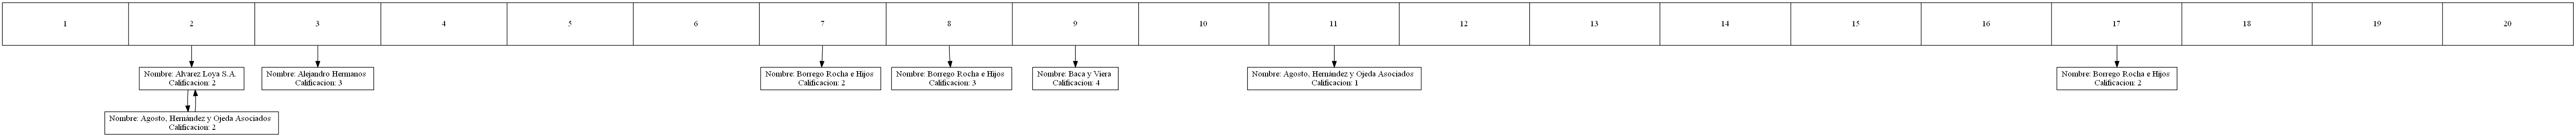 1 2 3 4 5 6 7 8 9 10 11 12 13 14 15 16 17 18 19 20
Nombre: Alvarez Loya S.A.
Calificacion: 2
Nombre: Alejandro Hermanos
Calificacion: 3
Nombre: Borrego Rocha e Hijos
Calificacion: 2
Nombre: Borrego Rocha e Hijos
Calificacion: 3
Nombre: Baca y Viera
Calificacion: 4
Nombre: Agosto, Hernández y Ojeda Asociados
Calificacion: 1
Nombre: Borrego Rocha e Hijos
Calificacion: 2
Nombre: Agosto, Hernández y Ojeda Asociados
Calificacion: 2